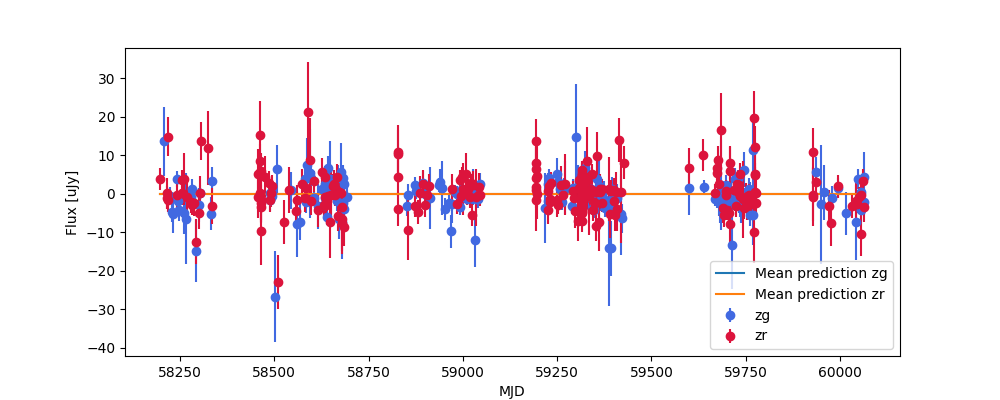 30
20
10
0
−10
−20
−30
−40
Flux [uJy]
58250 58500 58750 59000 59250 59500 59750 60000
MJD
Mean prediction zg
Mean prediction zr
zg
zr